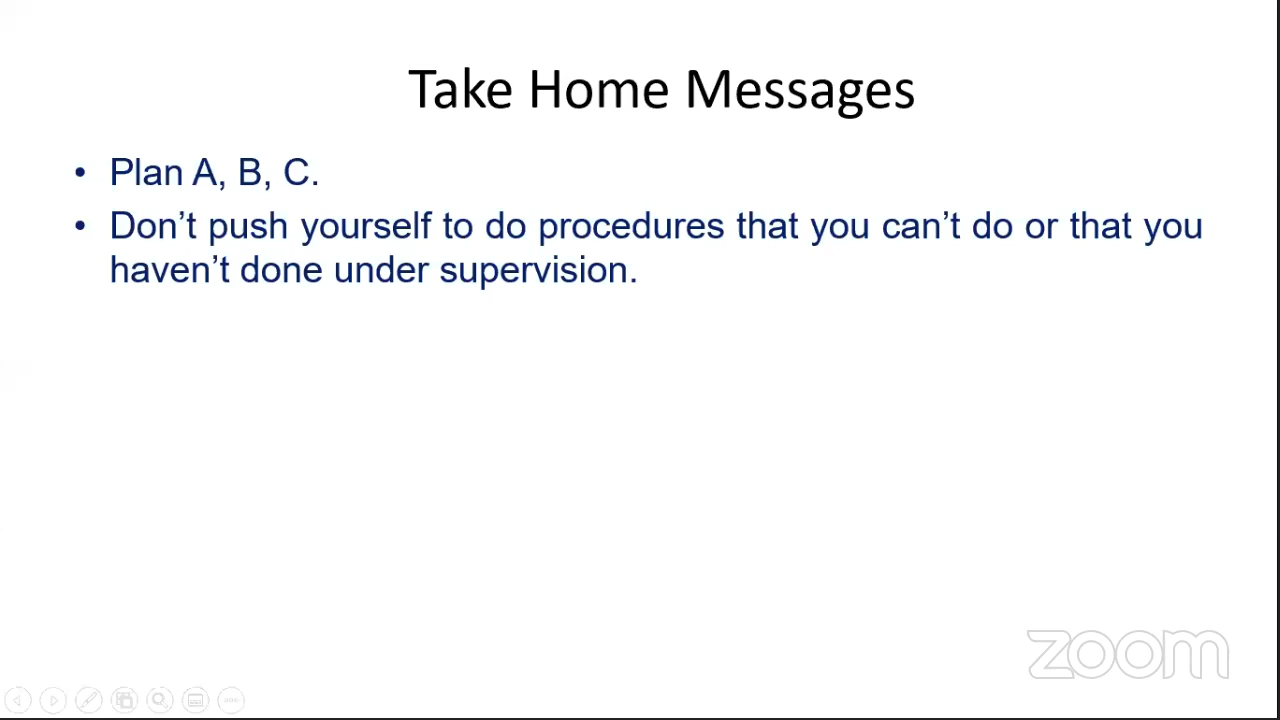 Take Home Messages
• Plan A, B, C.
• Don’t push yourself to do procedures that you can’t do or that you
haven’t done under supervision.
zoom